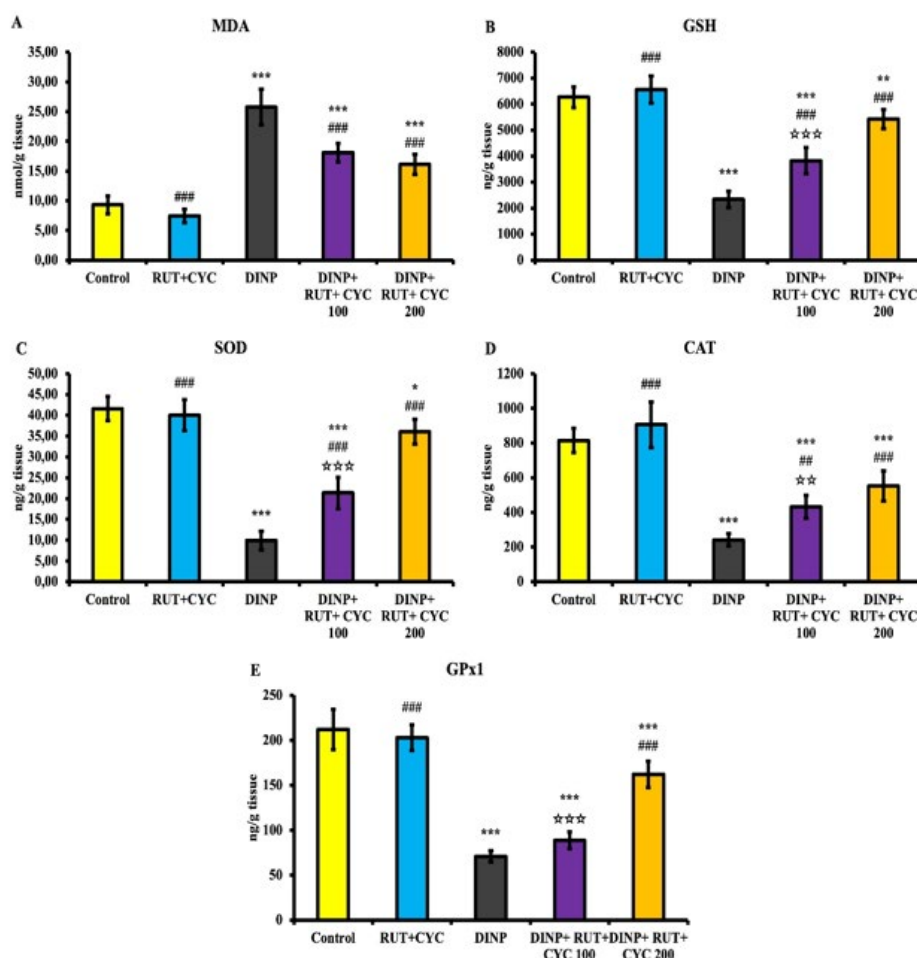 A
MDA
nmol/g tissue
35,00
30,00
25,00
20,00
15,00
10,00
5,00
0,00
###
***
***
###
***
###
Control
RUT+CYC
DINP
DINP+
RUT+ CYC
100
DINP+
RUT+ CYC
200
B
GSH
ng/g tissue
8000
7000
6000
5000
4000
3000
2000
1000
0
###
***
***
###
☆☆☆
**
###
Control
RUT+CYC
DINP
DINP+
RUT+ CYC
100
DINP+
RUT+ CYC
200
C
SOD
ng/g tissue
50,00
45,00
40,00
35,00
30,00
25,00
20,00
15,00
10,00
5,00
0,00
###
***
***
###
☆☆☆
*
###
Control
RUT+CYC
DINP
DINP+
RUT+ CYC
100
DINP+
RUT+ CYC
200
D
CAT
ng/g tissue
1200
1000
800
600
400
200
0
###
***
***
##
☆☆
***
###
Control
RUT+CYC
DINP
DINP+
RUT+ CYC
100
DINP+
RUT+ CYC
200
E
GPx1
ng/g tissue
250
200
150
100
50
0
###
***
***
☆☆☆
***
###
Control
RUT+CYC
DINP
DINP+ RUT+
CYC 100
DINP+ RUT+
CYC 200